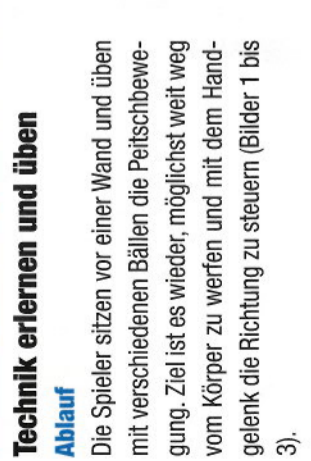 Technik erlernen und üben
Ablauf
Die Spieler sitzen vor einer Wand und üben
mit verschiedenen Bällen die Peitschbewe-
gung. Ziel ist es wieder, möglichst weit weg
vom Körper zu werfen und mit dem Hand-
gelenk die Richtung zu steuern (Bilder 1 bis
3).